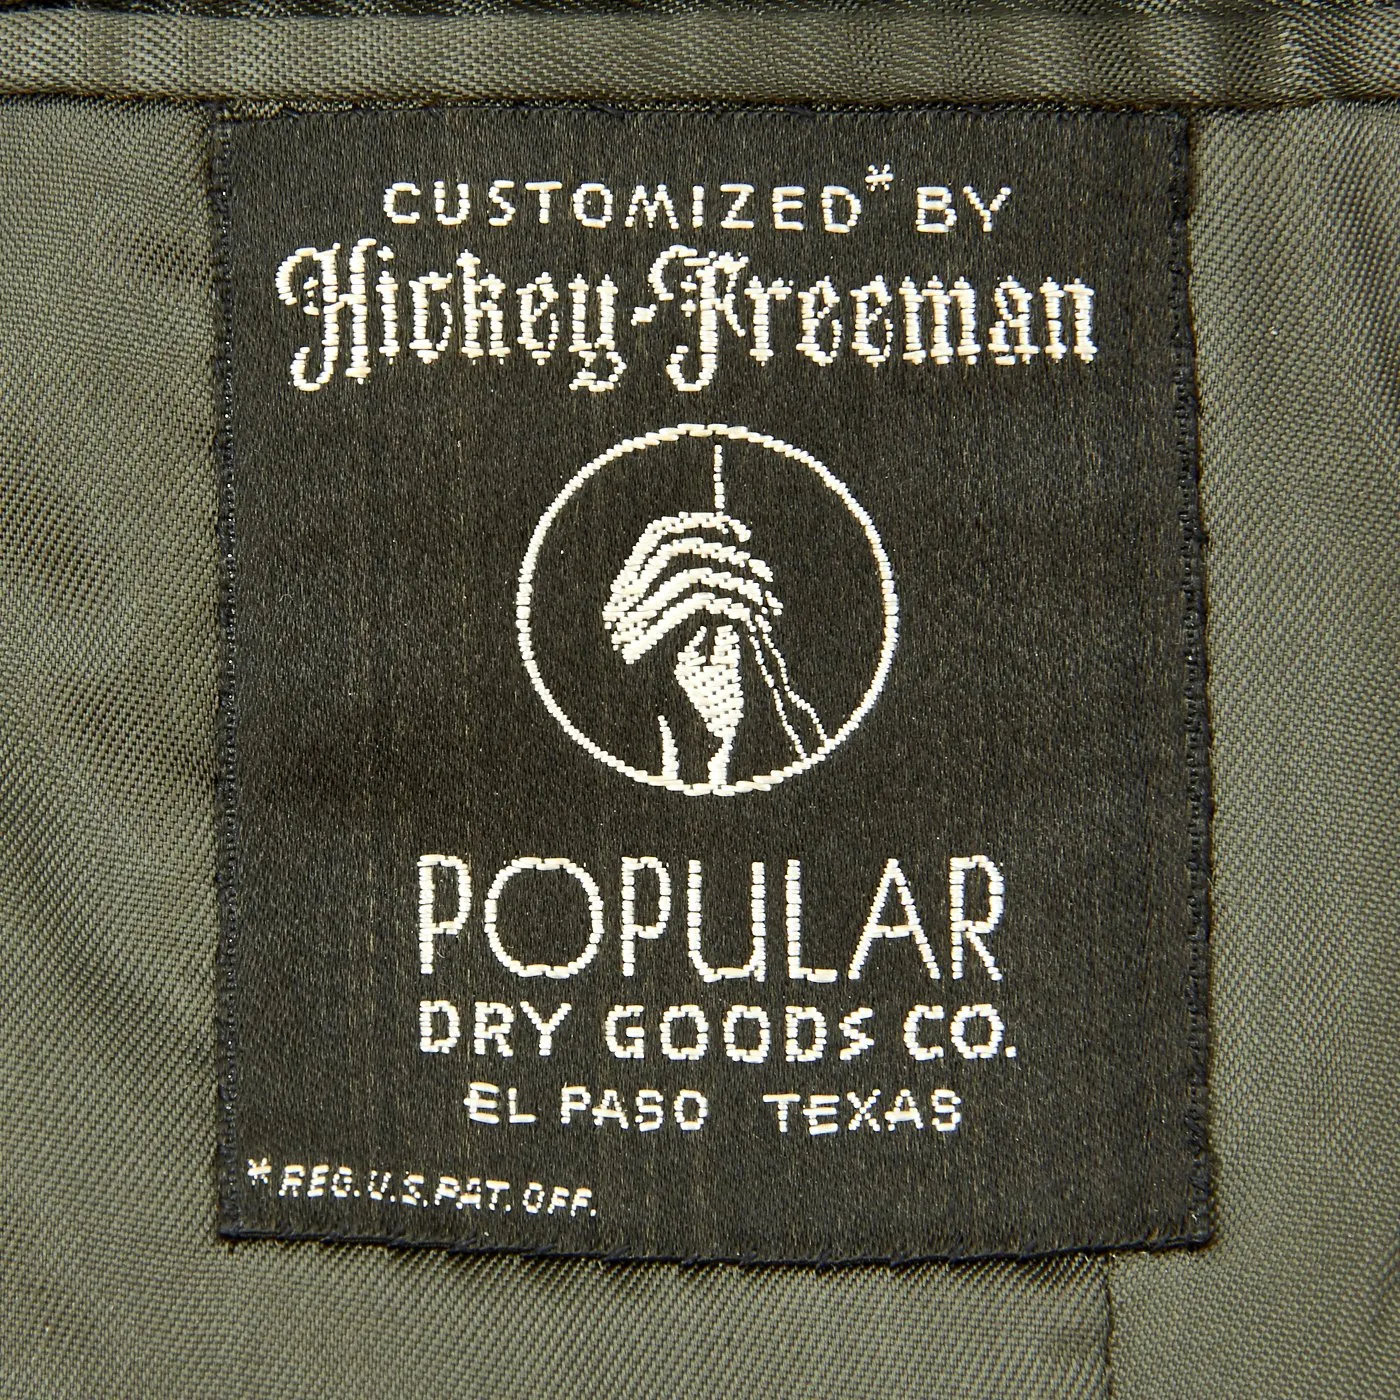 CUSTOMIZED* BY
Hickey-Freeman
POPULAR
DRY GOODS CO.
EL PASO TEXAS
*REG.U.S.PAT.OFF.